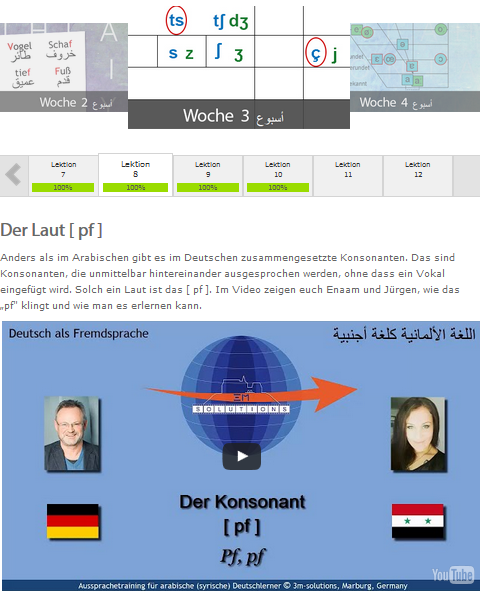 ts tʃ dʒ
s z ʃ ʒ ç j
Vogel Schaf
طائر خروف
tief Fuß
عميق قدم
Woche 2 أسبوع
Woche 3 أسبوع
Woche 4 أسبوع
Lektion 7 100%
Lektion 8 100%
Lektion 9 100%
Lektion 10 100%
Lektion 11
Lektion 12
Der Laut [ pf ]
Anders als im Arabischen gibt es im Deutschen zusammengesetzte Konsonanten. Das sind
Konsonanten, die unmittelbar hintereinander ausgesprochen werden, ohne dass ein Vokal
eingefügt wird. Solch ein Laut ist das [ pf ]. Im Video zeigen euch Enaam und Jürgen, wie das
„pf" klingt und wie man es erlernen kann.
Deutsch als Fremdsprache
اللغة الألمانية كلغة أجنبية
3M
SOLUTIONS
Der Konsonant
[ pf ]
Pf, pf
YouTube
Aussprachetraining für arabische (syrische) Deutschlerner © 3m-solutions, Marburg, Germany